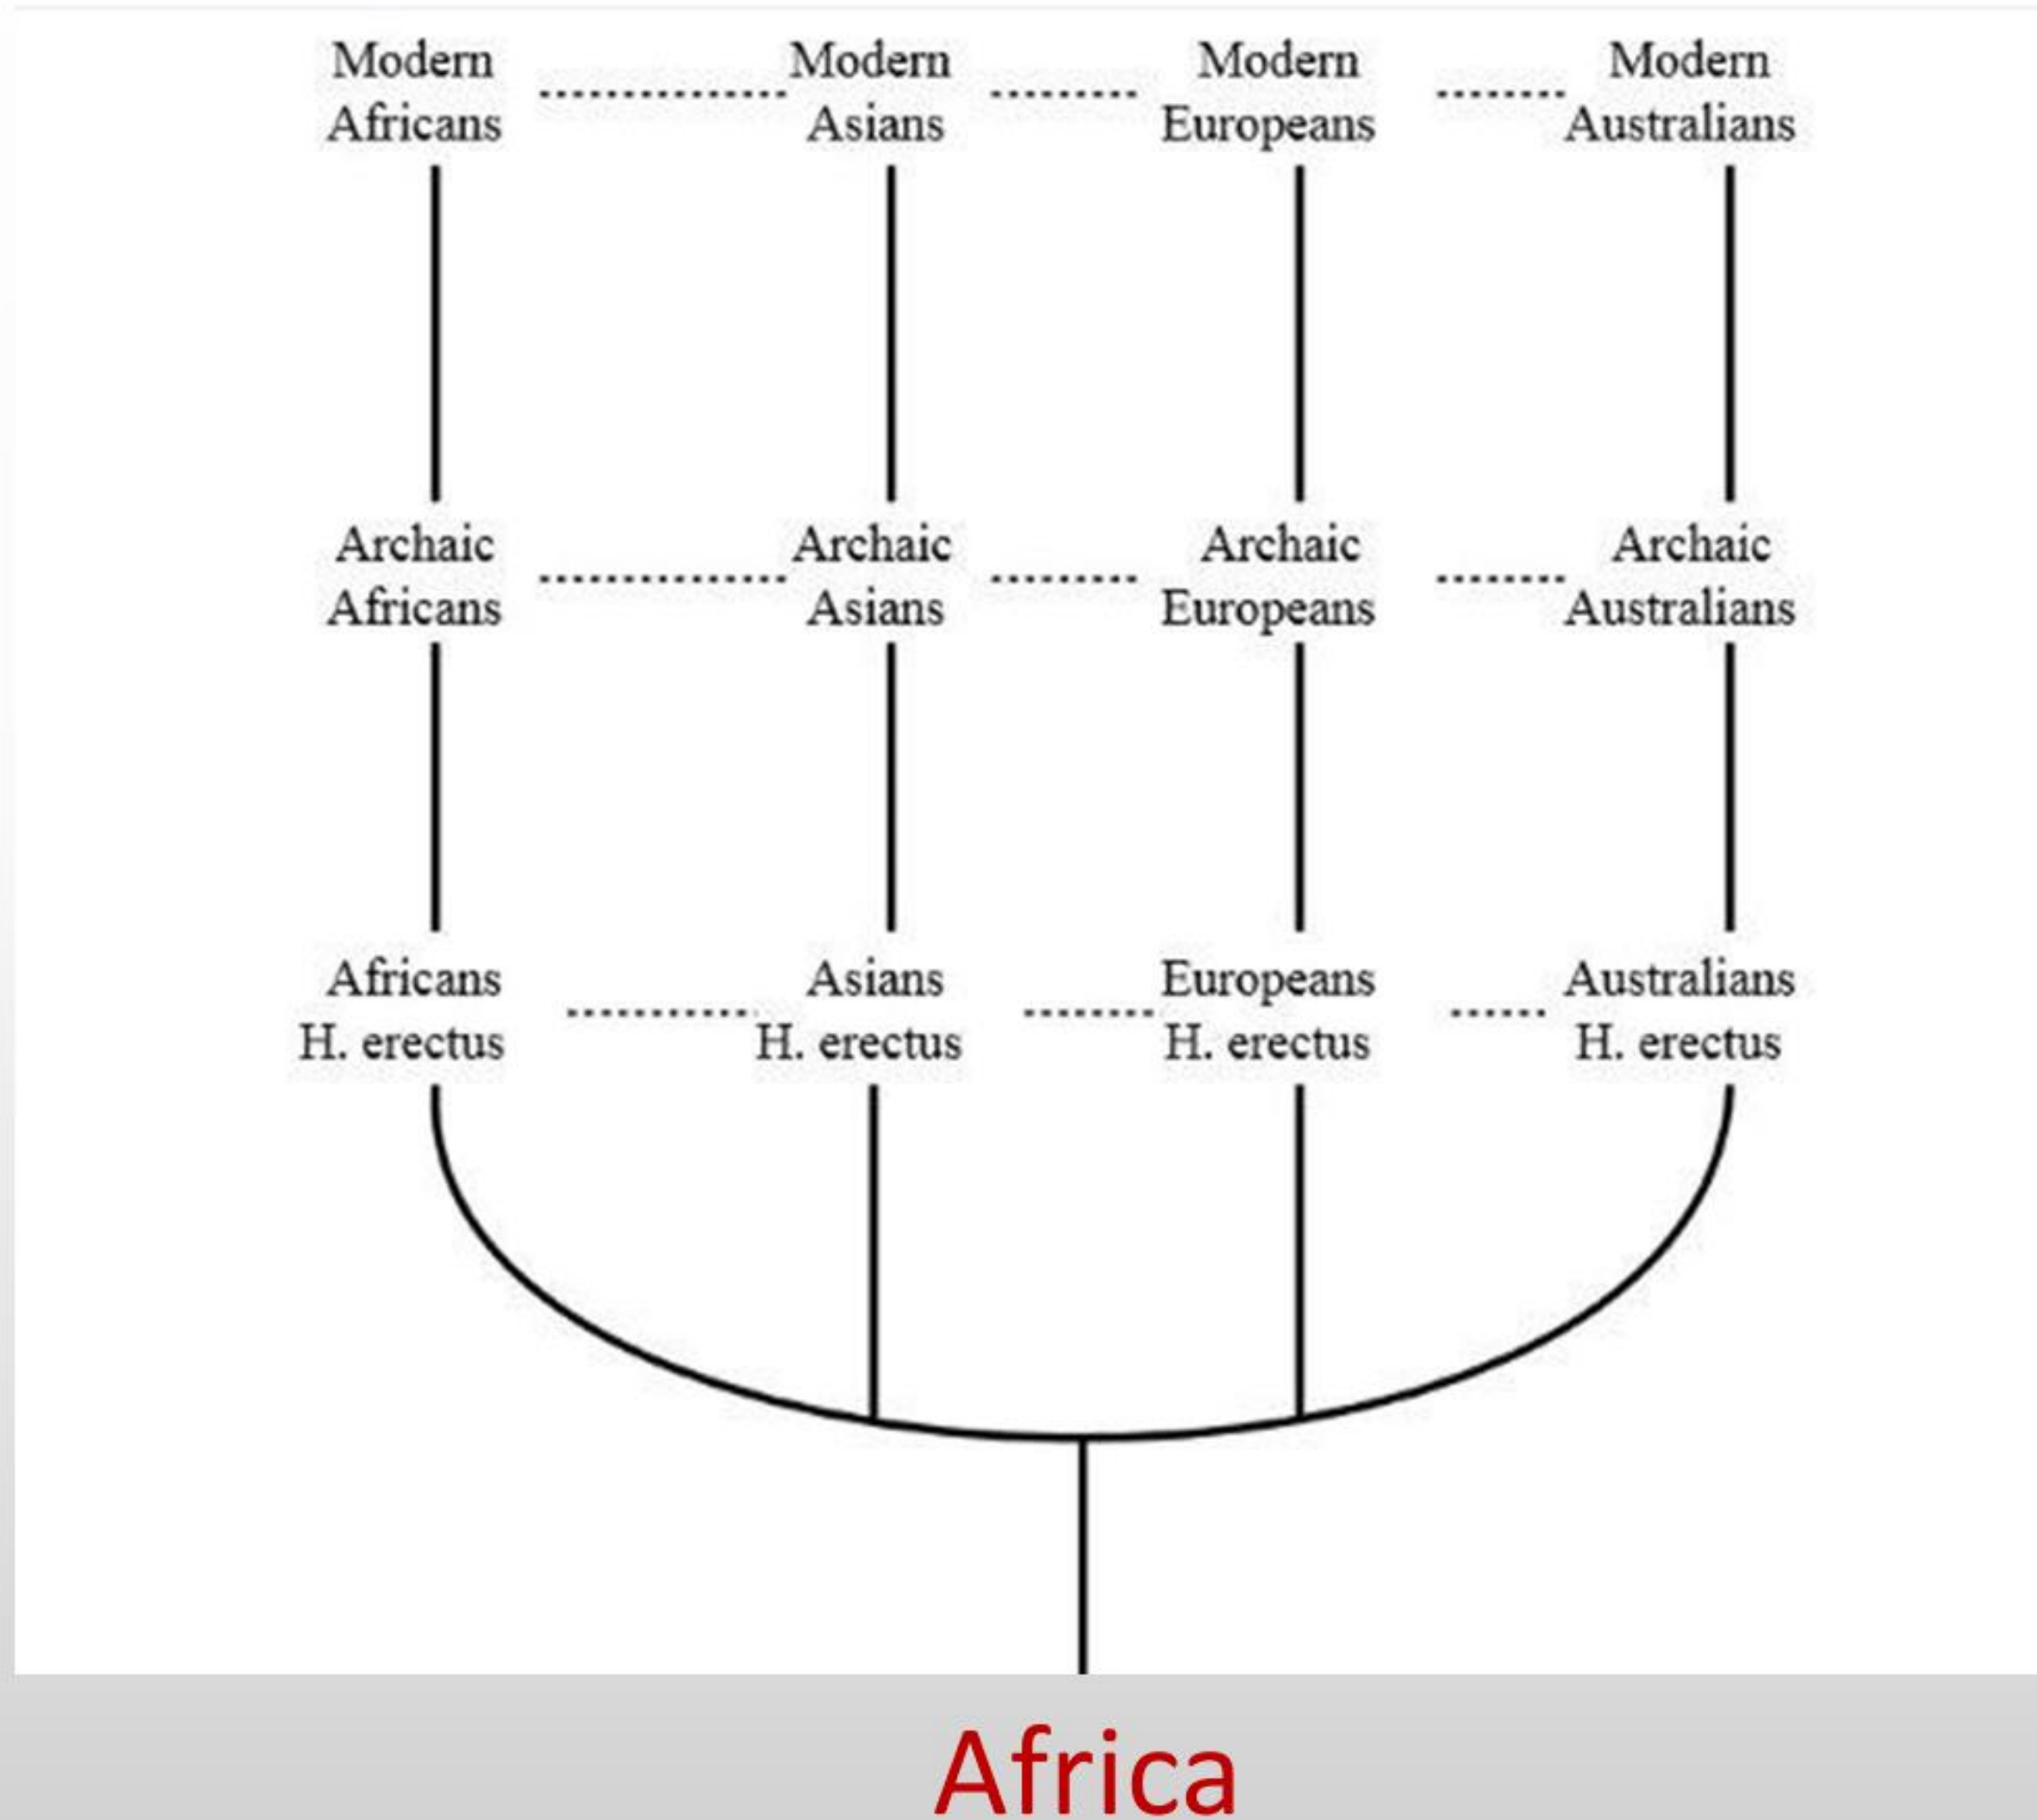 Modern Modern Modern Modern
Africans Asians Europeans Australians
Archaic Archaic Archaic Archaic
Africans Asians Europeans Australians
Africans Asians Europeans Australians
H. erectus H. erectus H. erectus H. erectus
Africa